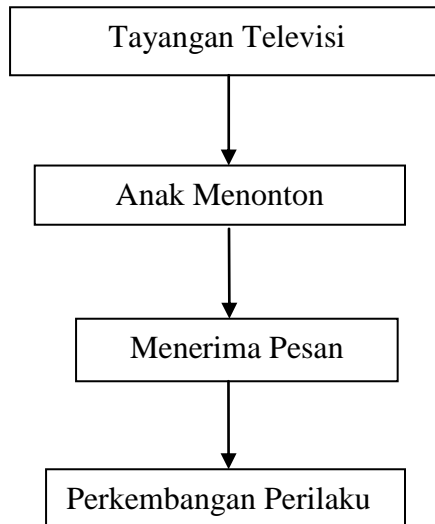 Tayangan Televisi
Anak Menonton
Menerima Pesan
Perkembangan Perilaku